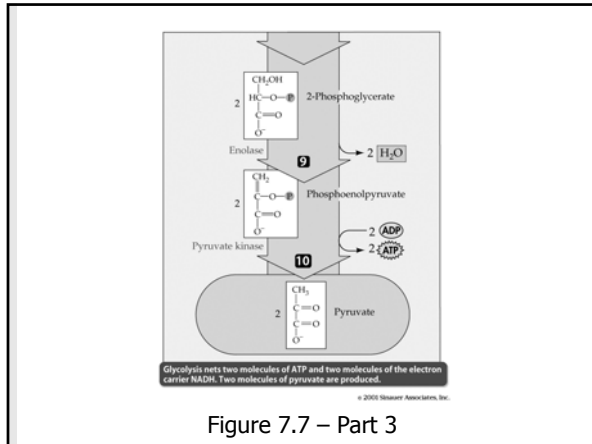 CH2OH
2 HC—O—P 2-Phosphoglycerate
C=O
O-
Enolase
2 H2O
9
CH2
2 C—O—P Phosphoenolpyruvate
C=O
O-
2 ADP
Pyruvate kinase
2 ATP
10
CH3
2 C=O Pyruvate
C=O
O-
Glycolysis nets two molecules of ATP and two molecules of the electron
carrier NADH. Two molecules of pyruvate are produced.
© 2001 Sinauer Associates, Inc.
Figure 7.7 – Part 3